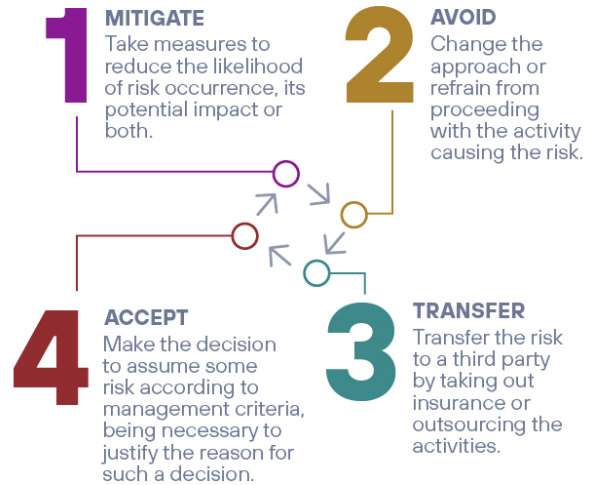 1
MITIGATE
Take measures to
reduce the likelihood
of risk occurrence, its
potential impact or
both.
2
AVOID
Change the
approach or
refrain from
proceeding
with the activity
causing the risk.
3
TRANSFER
Transfer the risk
to a third party
by taking out
insurance or
outsourcing the
activities.
4
ACCEPT
Make the decision
to assume some
risk according to
management criteria,
being necessary to
justify the reason for
such a decision.